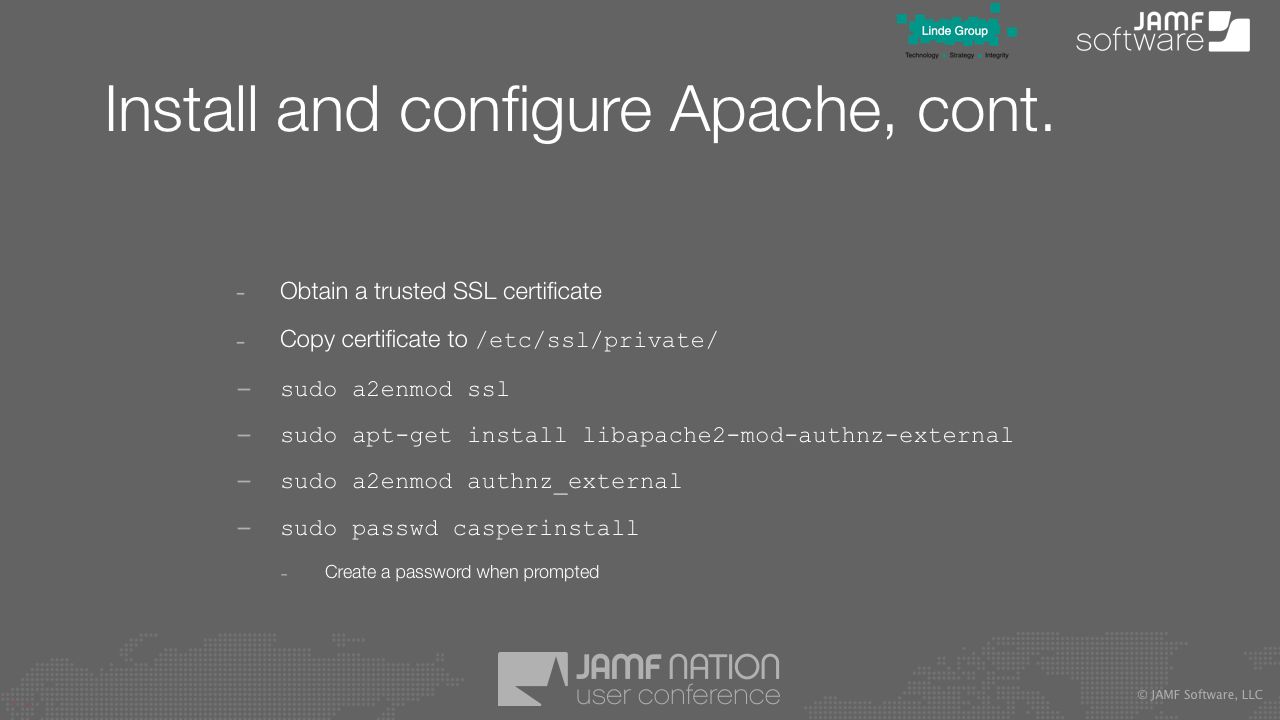 Linde Group
Technology Strategy Integrity
JAMF
software
Install and configure Apache, cont.
- Obtain a trusted SSL certificate
- Copy certificate to /etc/ssl/private/
– sudo a2enmod ssl
– sudo apt-get install libapache2-mod-authnz-external
– sudo a2enmod authnz_external
– sudo passwd casperinstall
- Create a password when prompted
JAMF NATION
user conference
© JAMF Software, LLC